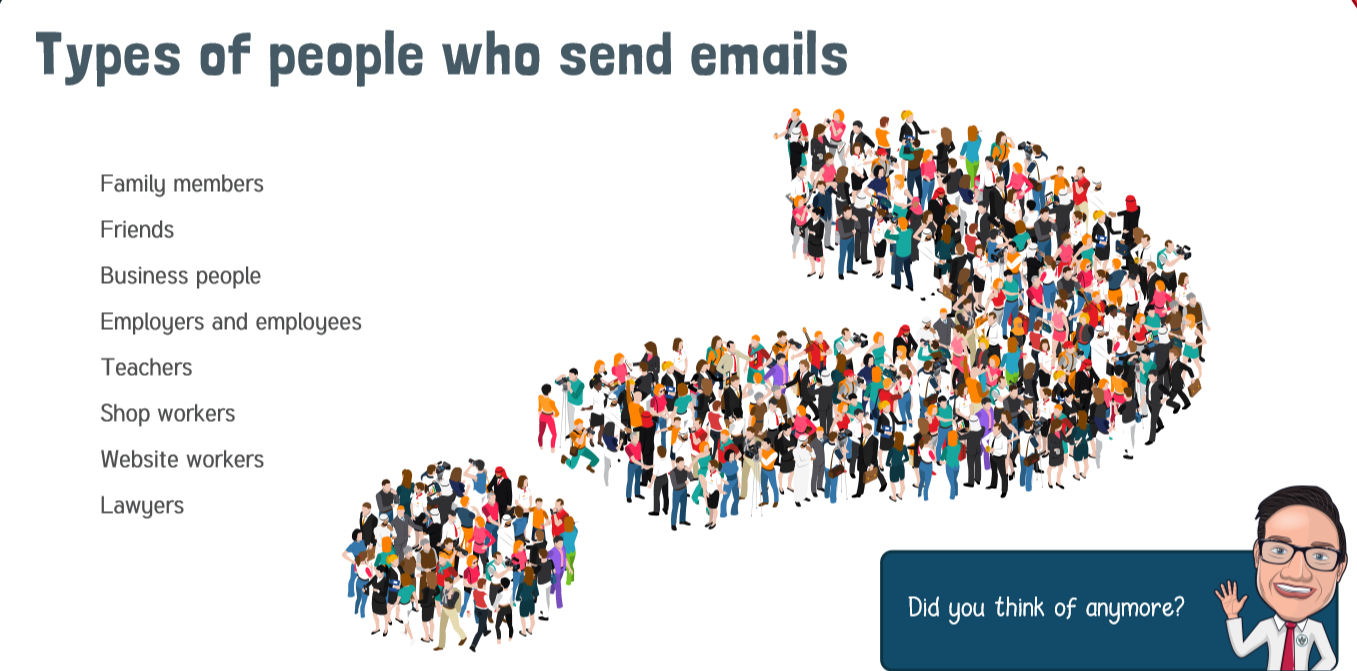 Types of people who send emails
Family members
Friends
Business people
Employers and employees
Teachers
Shop workers
Website workers
Lawyers
Did you think of anymore?